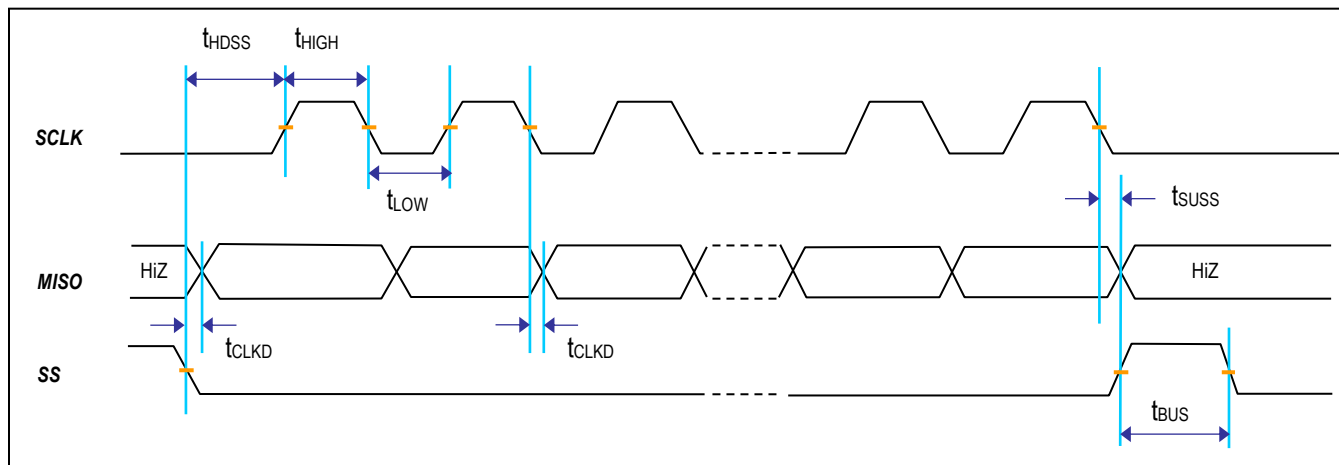 tHDSS tHIGH
SCLK
tLOW
tSUSS
MISO HiZ HiZ
tCLKD tCLKD
SS
tBUS